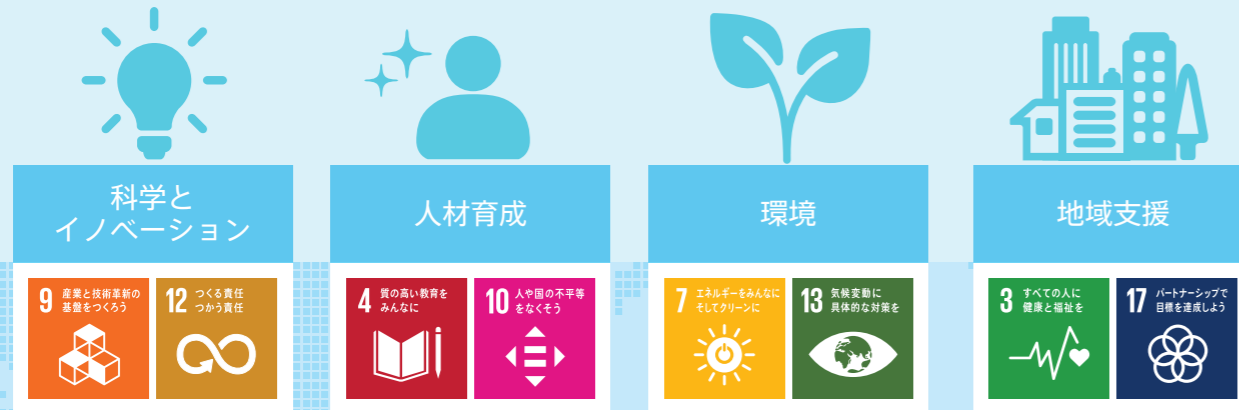 科学と
イノベーション
人材育成
環境
地域支援
9
産業と技術革新の
基盤をつくろう
12
つくる責任
つかう責任
4
質の高い教育を
みんなに
10
人や国の不平等
をなくそう
7
エネルギーをみんなに
そしてクリーンに
13
気候変動に
具体的な対策を
3
すべての人に
健康と福祉を
17
パートナーシップで
目標を達成しよう